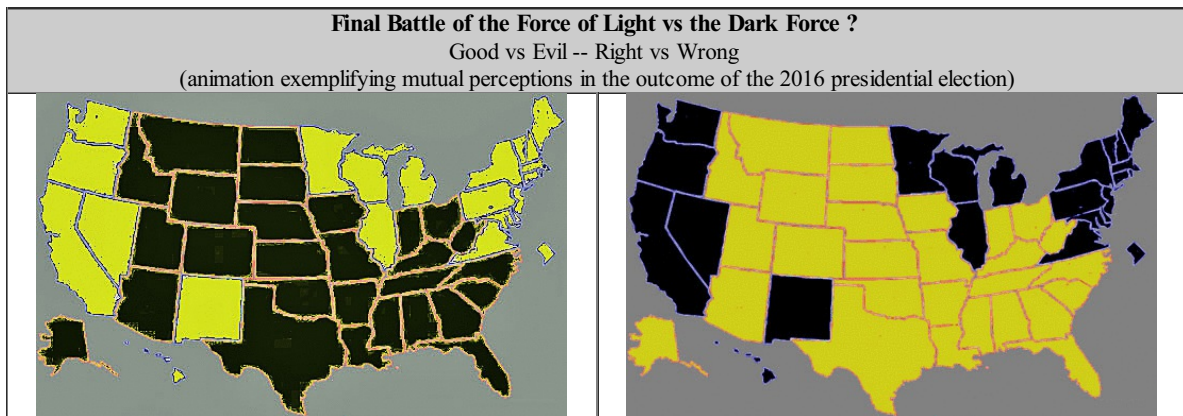 Final Battle of the Force of Light vs the Dark Force ?
Good vs Evil -- Right vs Wrong
(animation exemplifying mutual perceptions in the outcome of the 2016 presidential election)